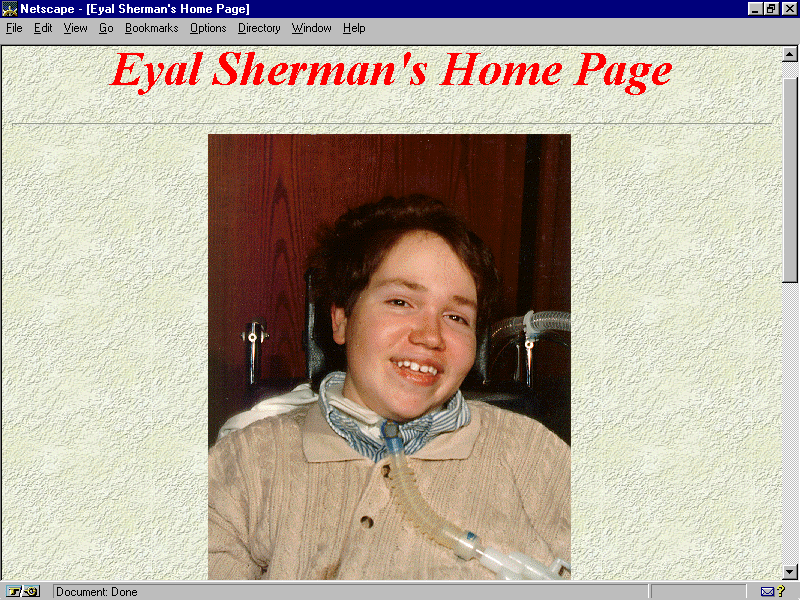 Netscape - [Eyal Sherman's Home Page]
File Edit View Go Bookmarks Options Directory Window Help
Eyal Sherman's Home Page
Document: Done